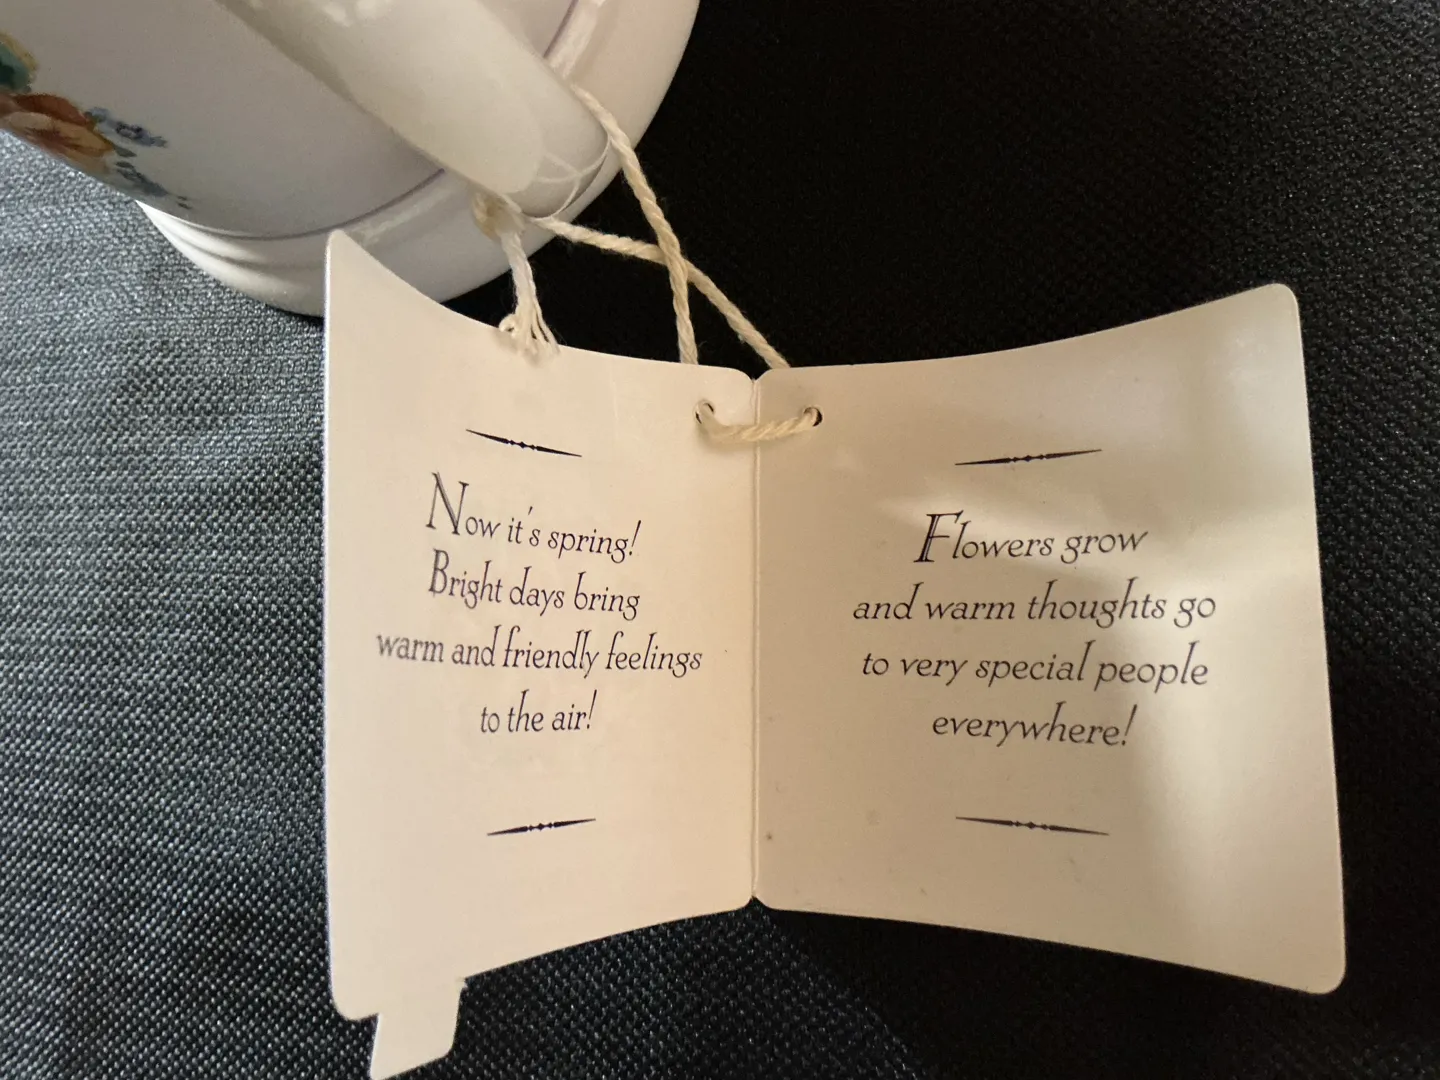 Now it's spring!
Bright days bring
warm and friendly feelings
to the air!
Flowers grow
and warm thoughts go
to very special people
everywhere!